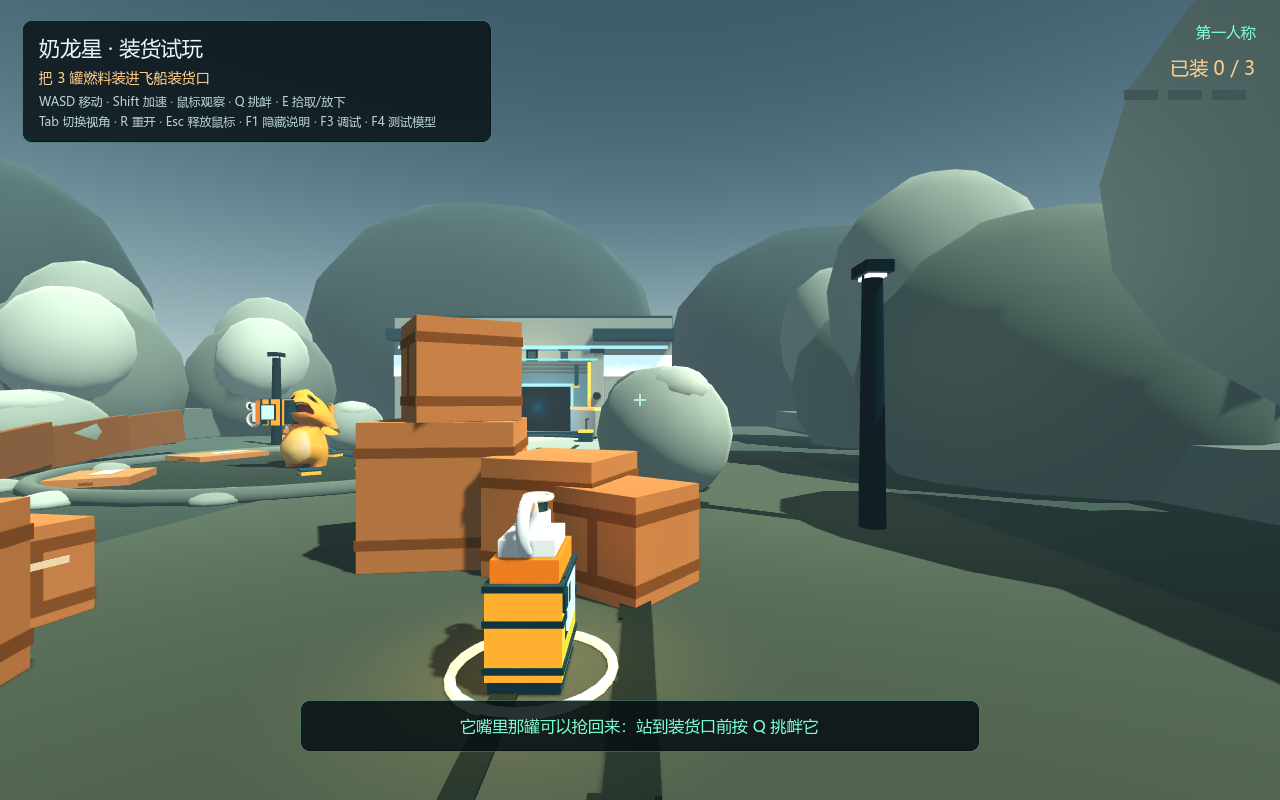 奶龙星 · 装货试玩
把 3 罐燃料装进飞船装货口
WASD 移动 · Shift 加速 · 鼠标观察 · Q 挑衅 · E 拾取/放下
Tab 切换视角 · R 重开 · Esc 释放鼠标 · F1 隐藏说明 · F3 调试 · F4 测试模型
第一人称
已装 0 / 3
它嘴里那罐可以抢回来：站到装货口前按 Q 挑衅它